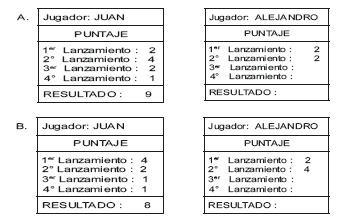 A.
Jugador: JUAN
PUNTAJE
1er Lanzamiento : 2
2° Lanzamiento : 4
3er Lanzamiento : 2
4° Lanzamiento : 1
RESULTADO : 9
Jugador: ALEJANDRO
PUNTAJE
1er Lanzamiento : 2
2° Lanzamiento : 2
3er Lanzamiento :
4° Lanzamiento :
RESULTADO :
B.
Jugador: JUAN
PUNTAJE
1er Lanzamiento : 4
2° Lanzamiento : 2
3er Lanzamiento : 1
4° Lanzamiento : 1
RESULTADO : 8
Jugador: ALEJANDRO
PUNTAJE
1er Lanzamiento : 2
2° Lanzamiento : 4
3er Lanzamiento :
4° Lanzamiento :
RESULTADO :